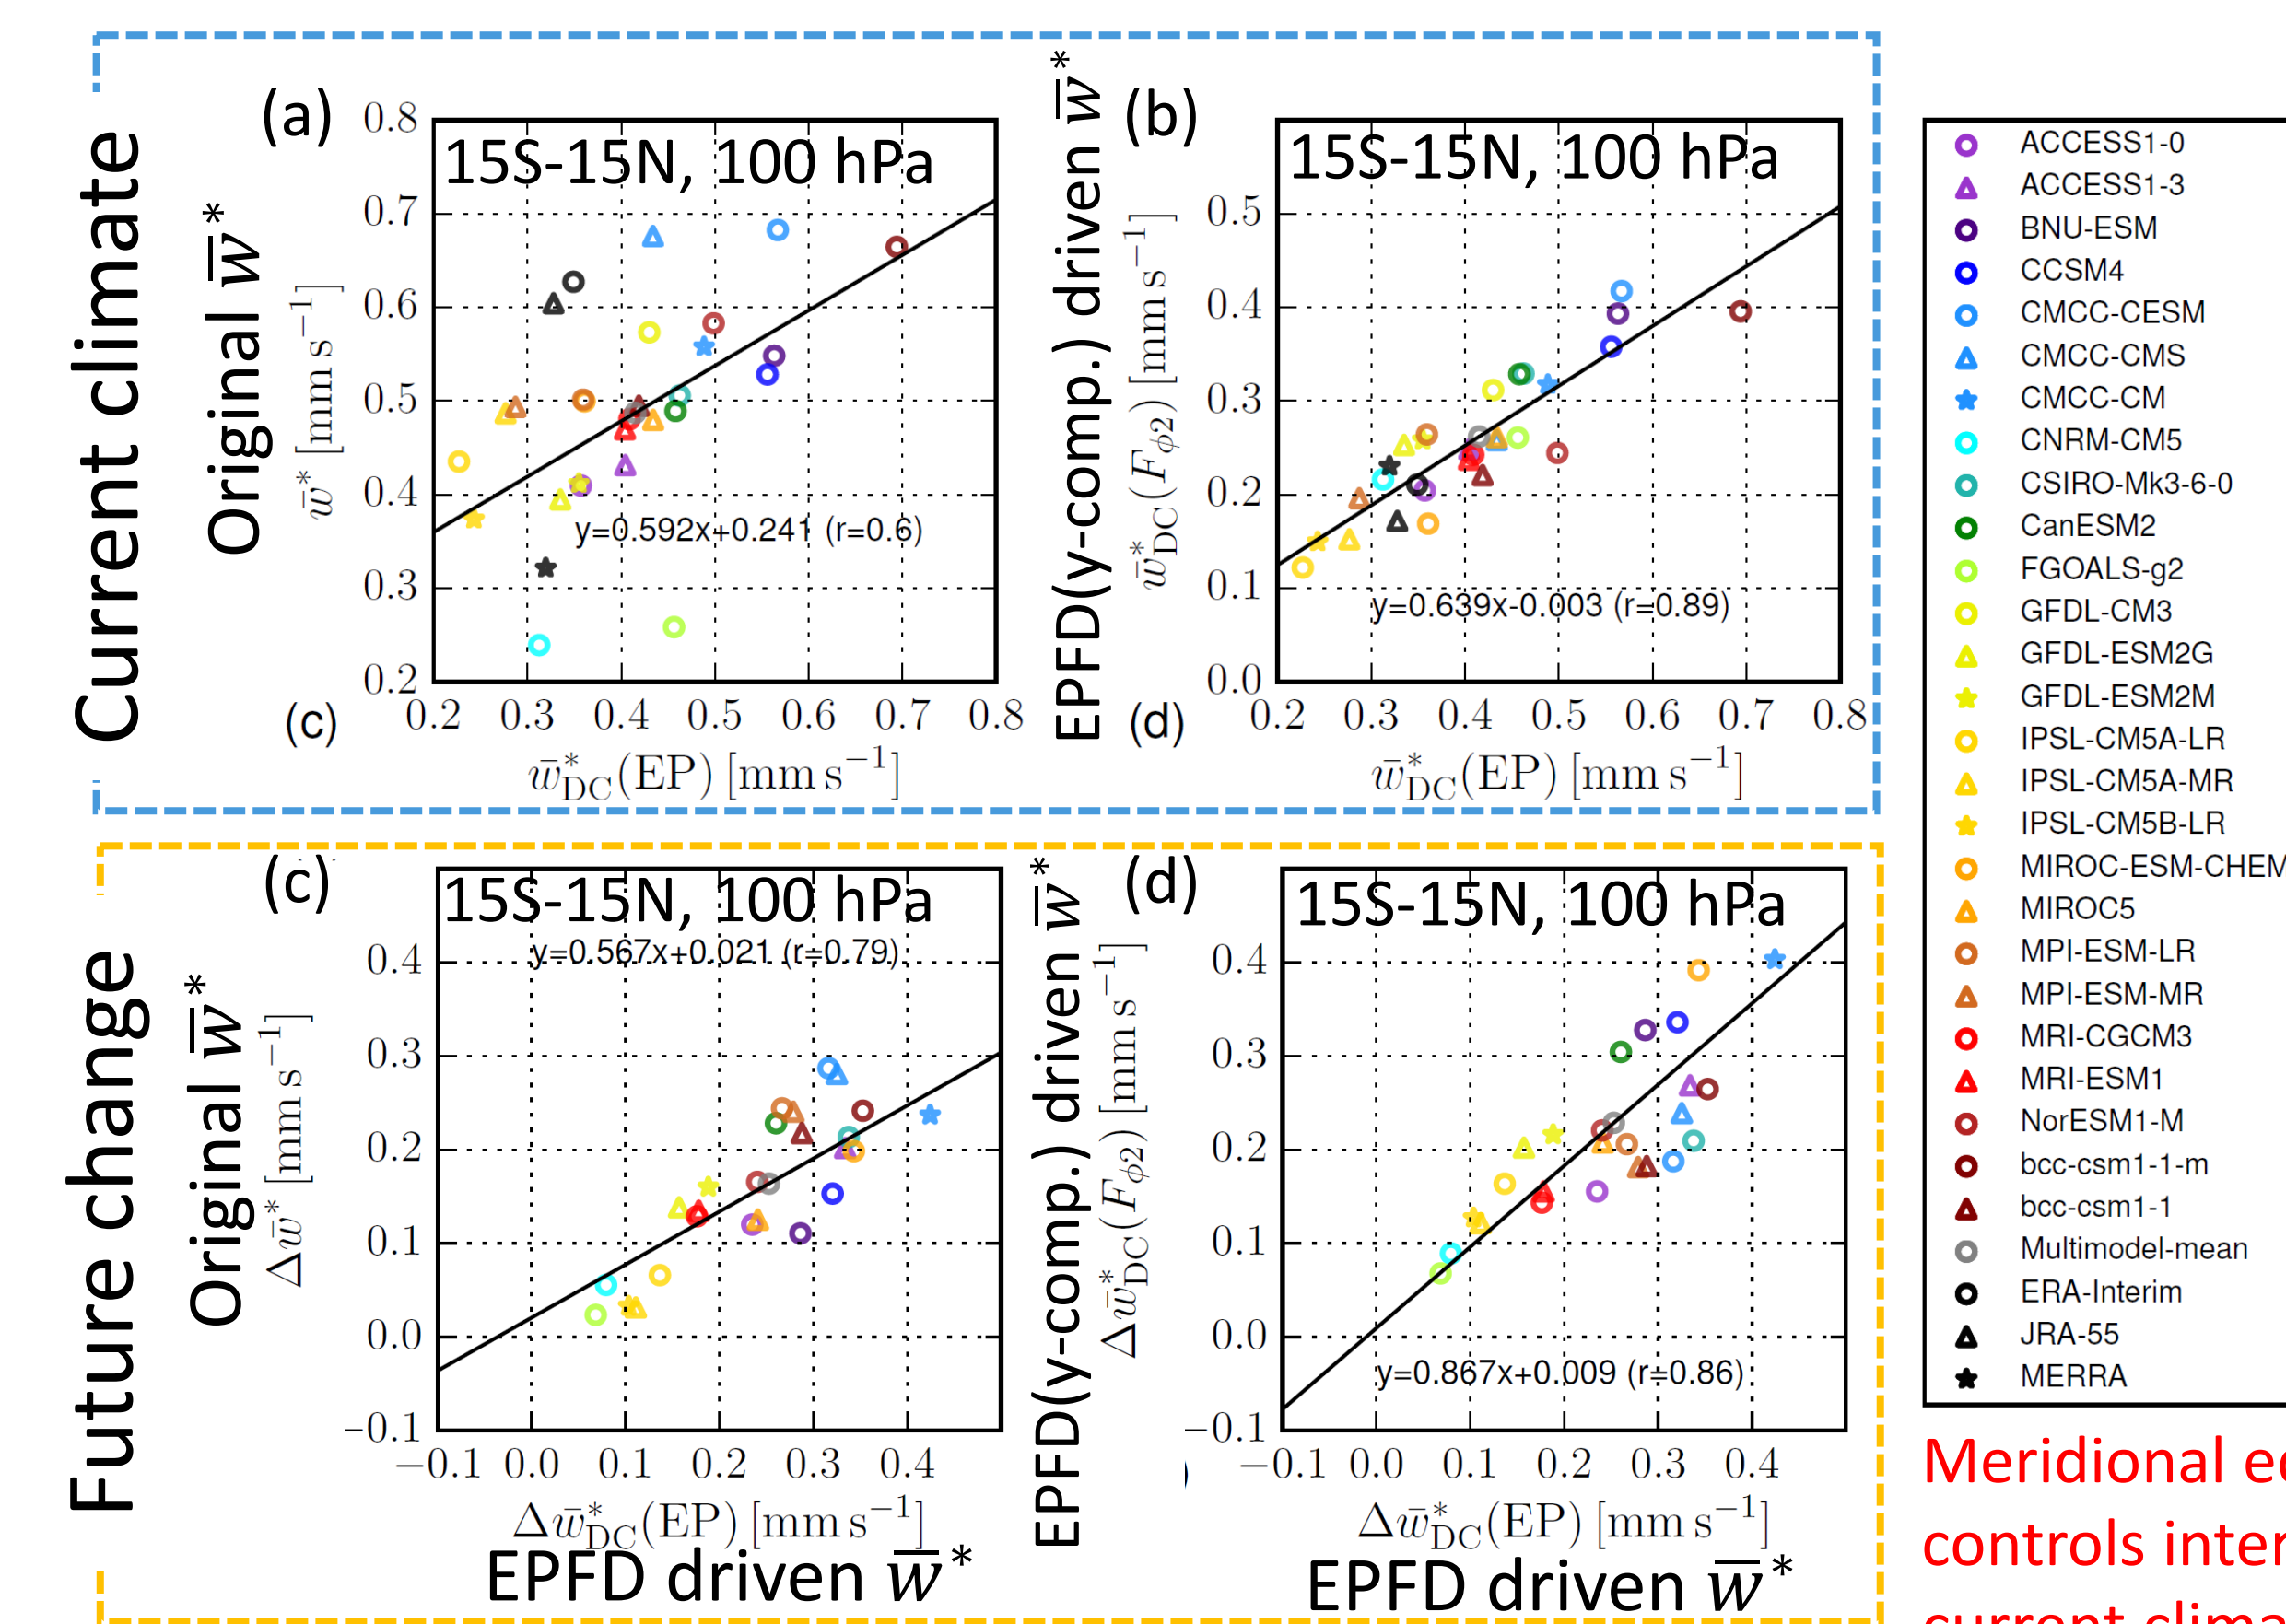 Current climate
Original w̅*
w̄* [mm s⁻¹]
(a)
15S-15N, 100 hPa
y=0.592x+0.241 (r=0.6)
0.8
0.7
0.6
0.5
0.4
0.3
0.2
(c)
0.2 0.3 0.4 0.5 0.6 0.7 0.8
w̄*DC(EP) [mm s⁻¹]
EPFD(y-comp.) driven w̅*
w̄*DC(Fϕ2) [mm s⁻¹]
(b)
15S-15N, 100 hPa
y=0.639x-0.003 (r=0.89)
0.5
0.4
0.3
0.2
0.1
0.0
(d)
0.2 0.3 0.4 0.5 0.6 0.7 0.8
w̄*DC(EP) [mm s⁻¹]
Future change
Original w̅*
Δw̄* [mm s⁻¹]
(c)
15S-15N, 100 hPa
y=0.567x+0.021 (r=0.79)
0.4
0.3
0.2
0.1
0.0
−0.1
−0.1 0.0 0.1 0.2 0.3 0.4
Δw̄*DC(EP) [mm s⁻¹]
EPFD driven w̅*
EPFD(y-comp.) driven w̅*
Δw̄*DC(Fϕ2) [mm s⁻¹]
(d)
15S-15N, 100 hPa
y=0.867x+0.009 (r=0.86)
0.4
0.3
0.2
0.1
0.0
−0.1
−0.1 0.0 0.1 0.2 0.3 0.4
Δw̄*DC(EP) [mm s⁻¹]
EPFD driven w̅*
ACCESS1-0
ACCESS1-3
BNU-ESM
CCSM4
CMCC-CESM
CMCC-CMS
CMCC-CM
CNRM-CM5
CSIRO-Mk3-6-0
CanESM2
FGOALS-g2
GFDL-CM3
GFDL-ESM2G
GFDL-ESM2M
IPSL-CM5A-LR
IPSL-CM5A-MR
IPSL-CM5B-LR
MIROC-ESM-CHEM
MIROC5
MPI-ESM-LR
MPI-ESM-MR
MRI-CGCM3
MRI-ESM1
NorESM1-M
bcc-csm1-1-m
bcc-csm1-1
Multimodel-mean
ERA-Interim
JRA-55
MERRA
Meridional
controls
current